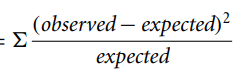 = Σ (observed − expected)²
expected